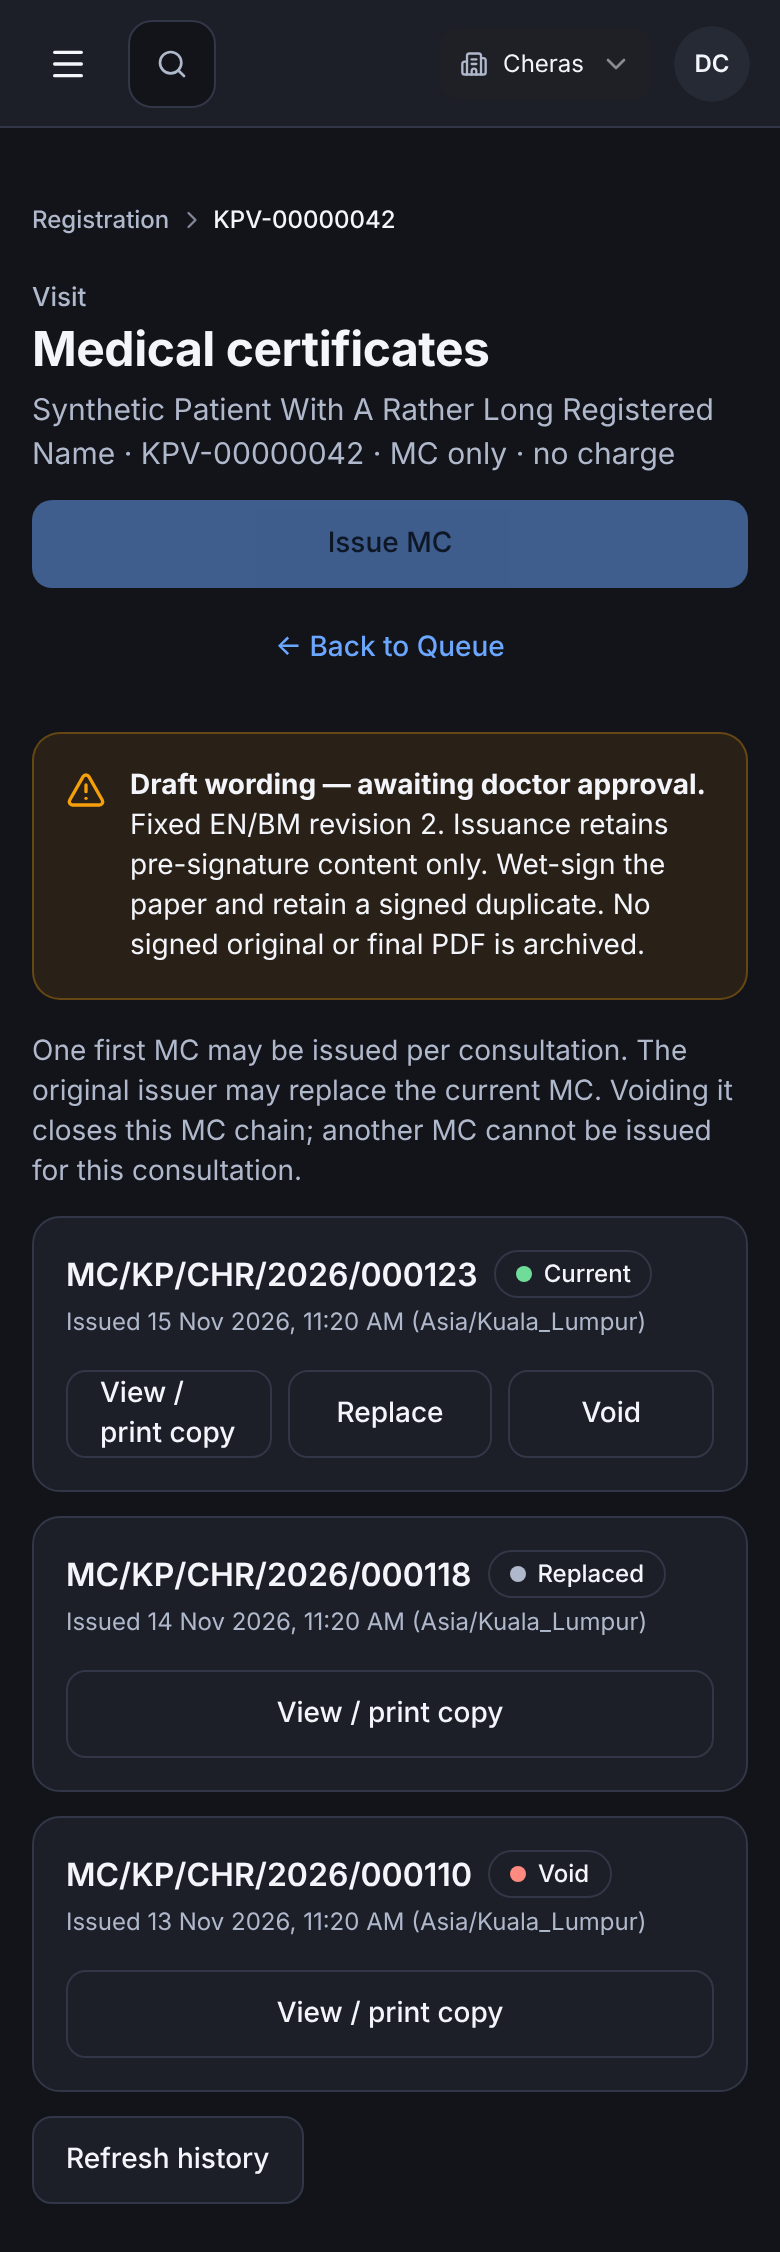 Cheras
DC
Registration > KPV-00000042
Visit
Medical certificates
Synthetic Patient With A Rather Long Registered
Name · KPV-00000042 · MC only · no charge
Issue MC
← Back to Queue
Draft wording — awaiting doctor approval.
Fixed EN/BM revision 2. Issuance retains
pre-signature content only. Wet-sign the
paper and retain a signed duplicate. No
signed original or final PDF is archived.
One first MC may be issued per consultation. The
original issuer may replace the current MC. Voiding it
closes this MC chain; another MC cannot be issued
for this consultation.
MC/KP/CHR/2026/000123 Current
Issued 15 Nov 2026, 11:20 AM (Asia/Kuala_Lumpur)
View /
print copy
Replace
Void
MC/KP/CHR/2026/000118 Replaced
Issued 14 Nov 2026, 11:20 AM (Asia/Kuala_Lumpur)
View / print copy
MC/KP/CHR/2026/000110 Void
Issued 13 Nov 2026, 11:20 AM (Asia/Kuala_Lumpur)
View / print copy
Refresh history